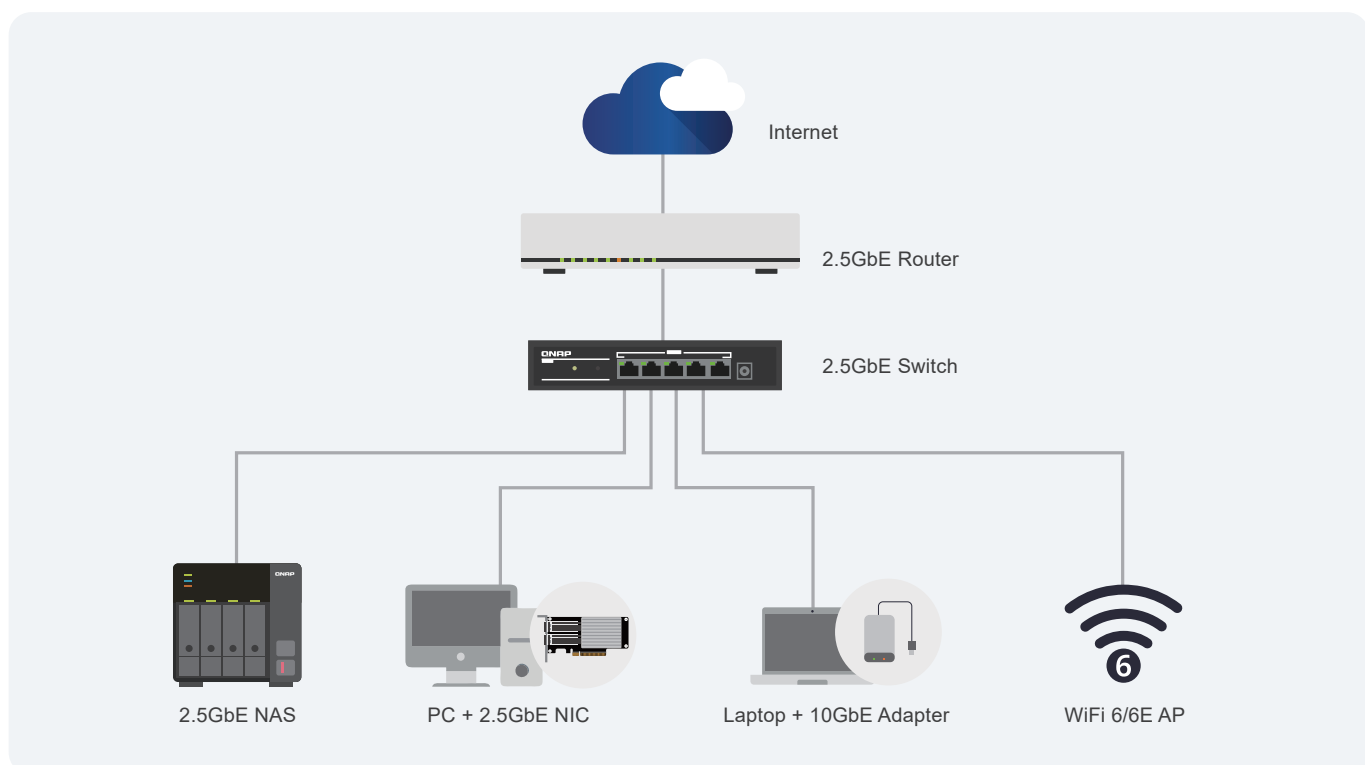 Internet
2.5GbE Router
QNAP
2.5GbE Switch
QNAP
2.5GbE NAS
PC + 2.5GbE NIC
Laptop + 10GbE Adapter
6
WiFi 6/6E AP